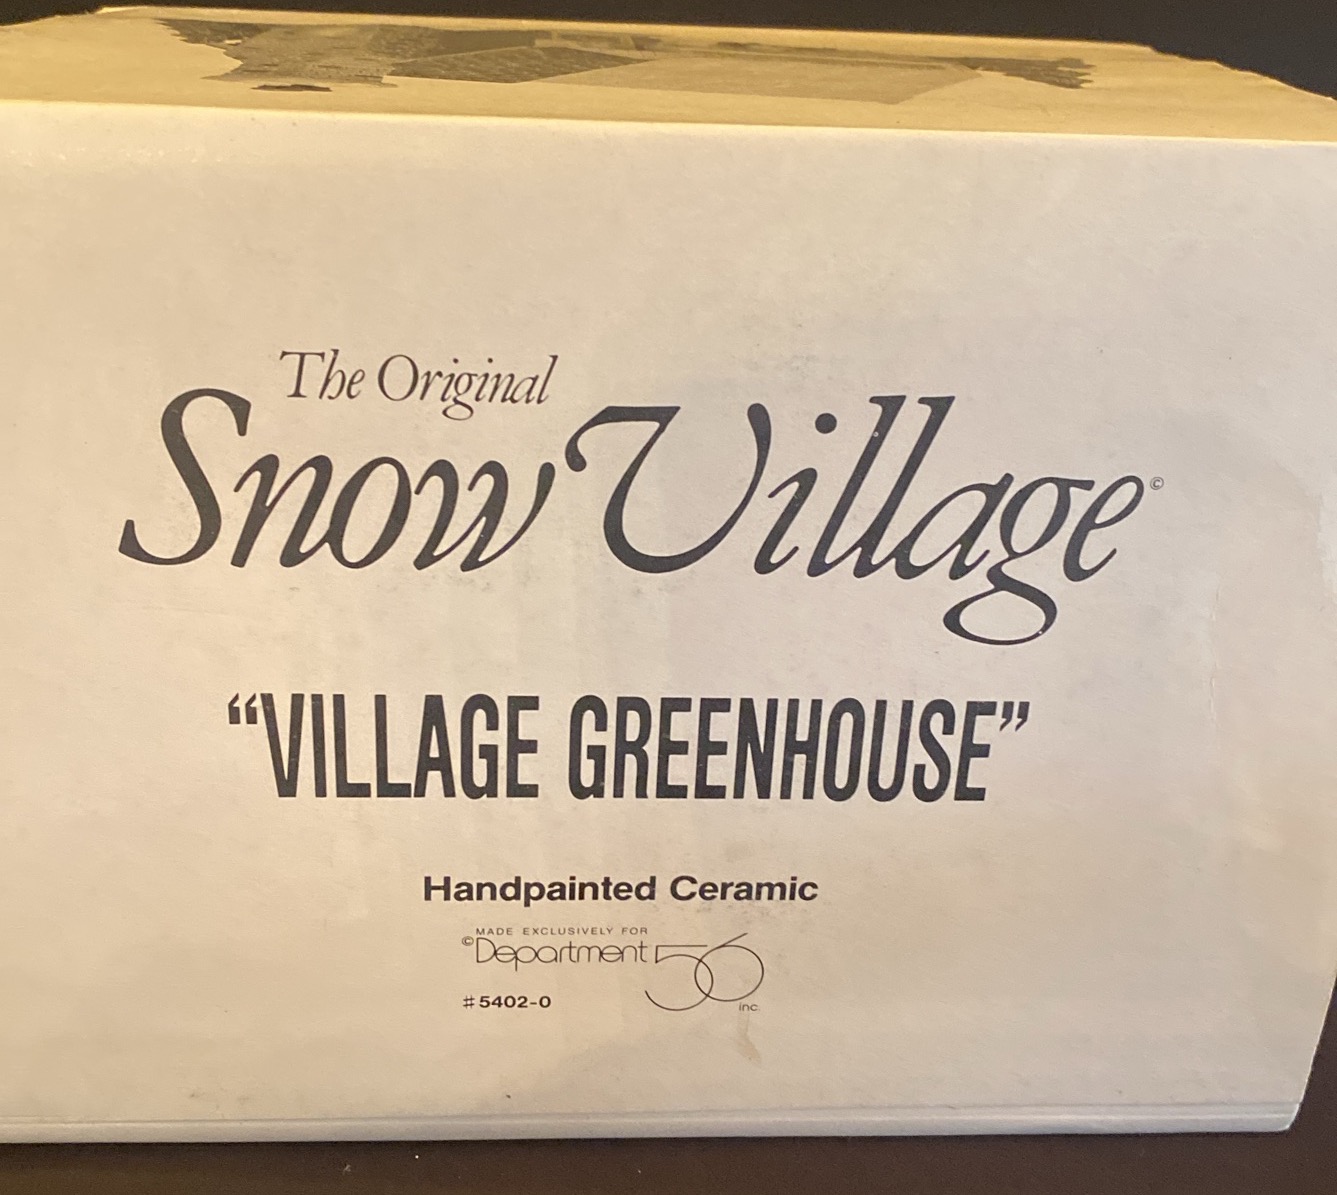 The Original
Snow Village©
“VILLAGE GREENHOUSE”
Handpainted Ceramic
MADE EXCLUSIVELY FOR
©Department 56
#5402-0
inc.